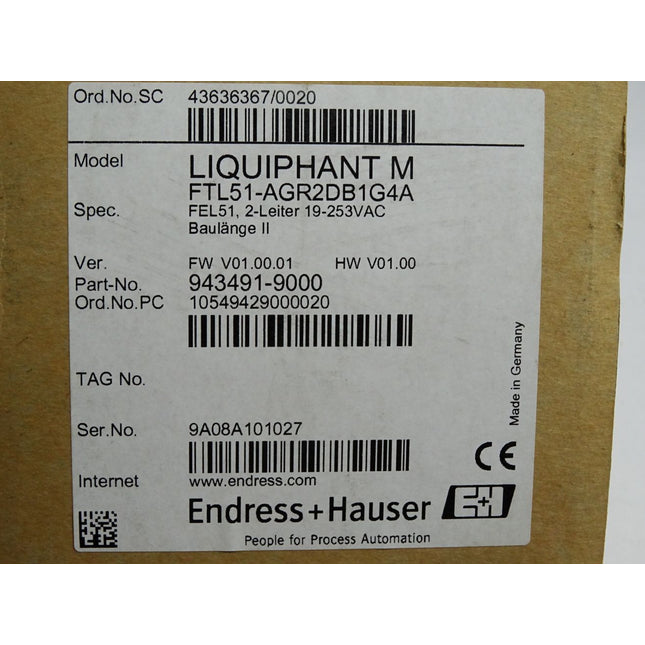 Ord.No.SC 43636367/0020
Model LIQUIPHANT M
FTL51-AGR2DB1G4A
Spec. FEL51, 2-Leiter 19-253VAC
Baulänge II
Ver. FW V01.00.01 HW V01.00
Part-No. 943491-9000
Ord.No.PC 10549429000020
TAG No.
Made in Germany
Ser.No. 9A08A101027
CE
Internet www.endress.com
Endress+Hauser E+H
People for Process Automation